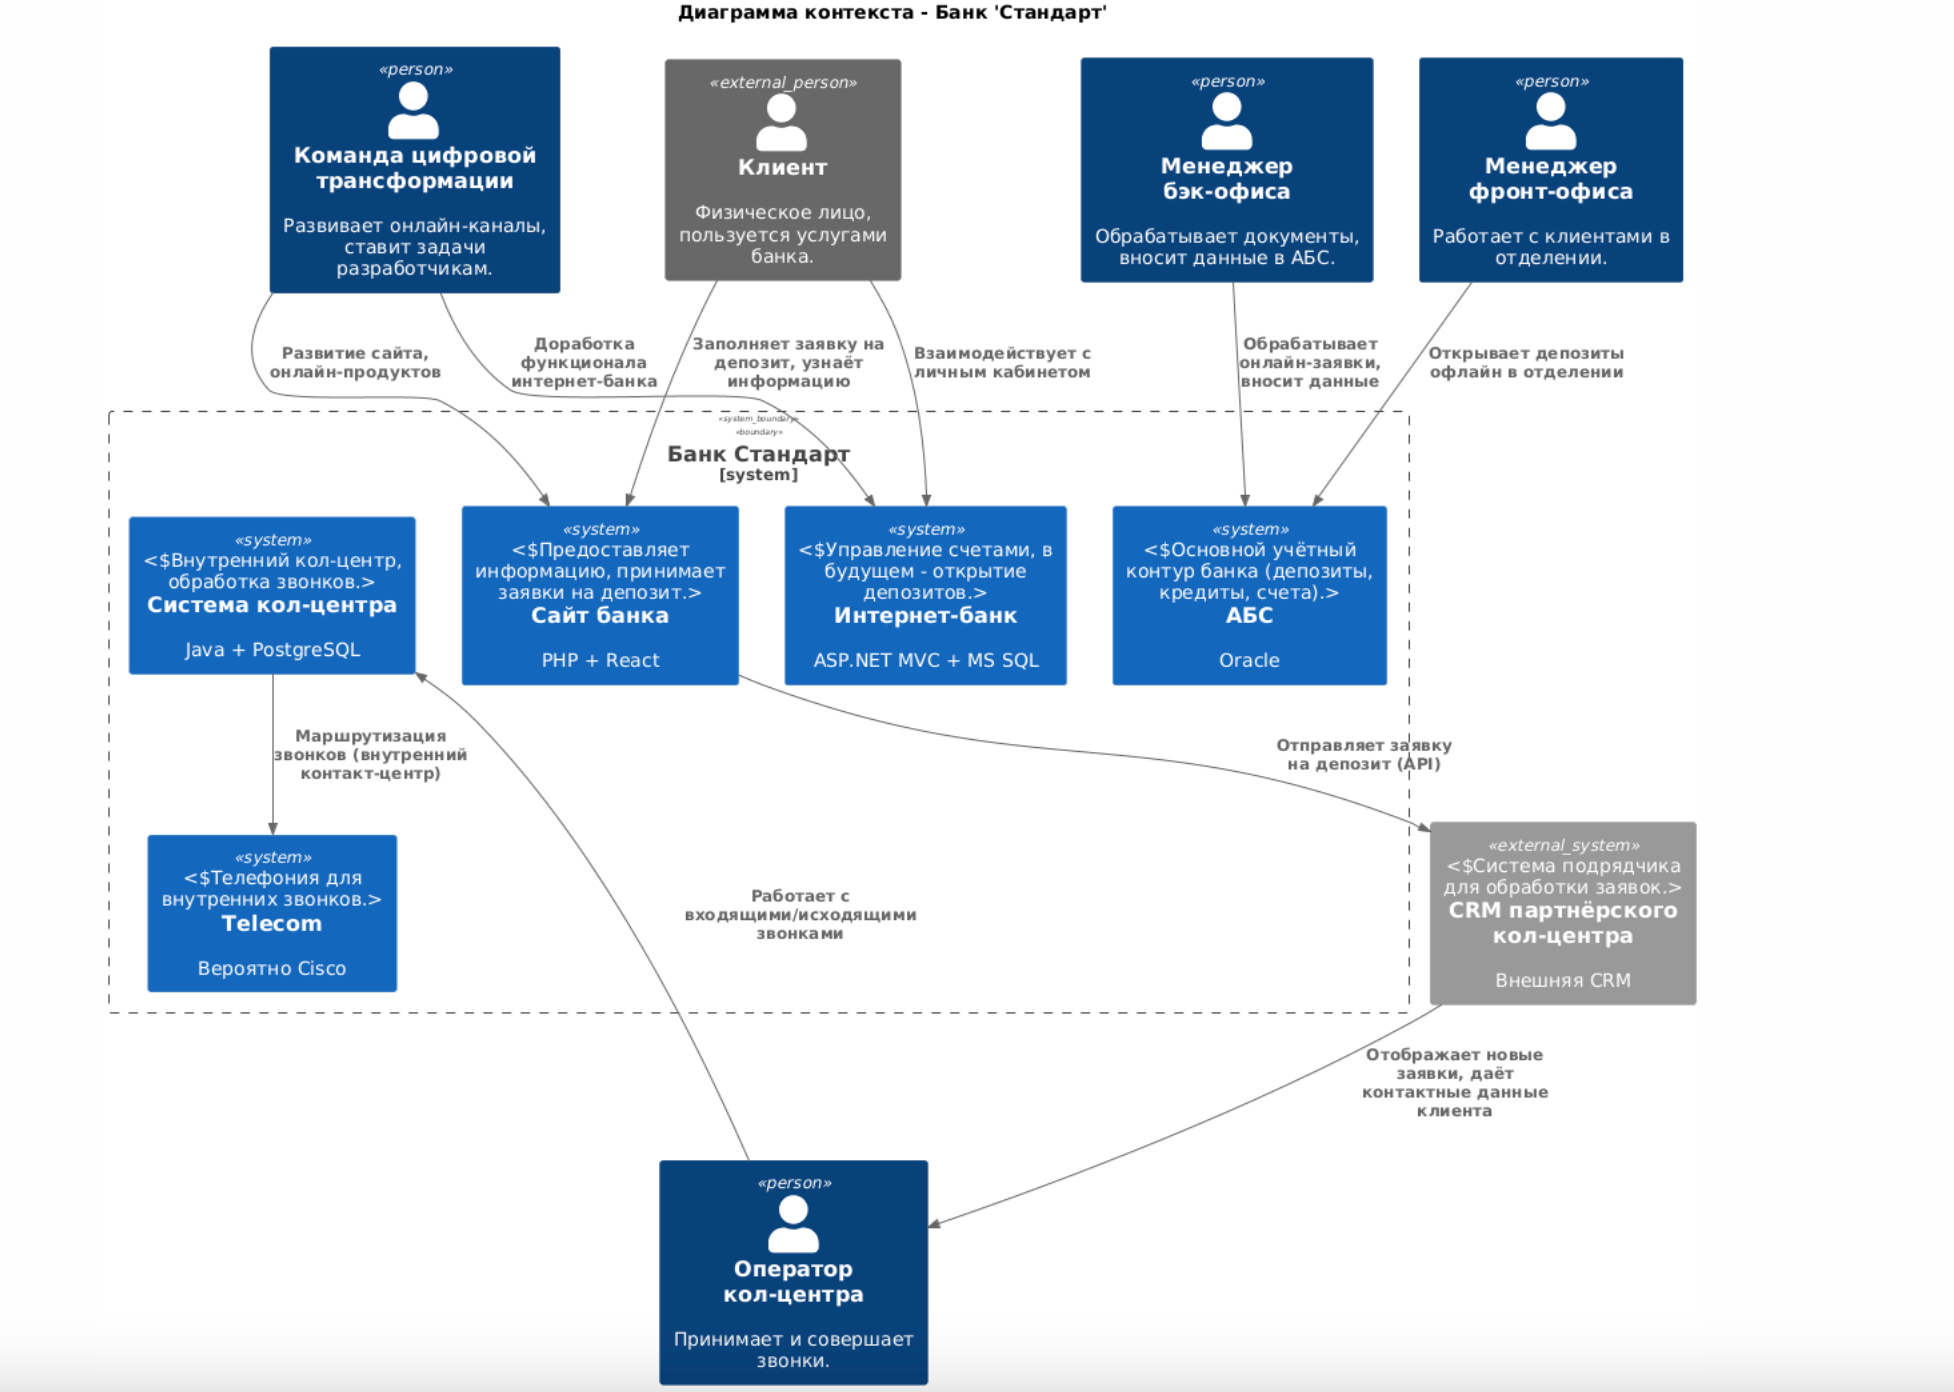 Диаграмма контекста - Банк 'Стандарт'
«person»
Команда цифровой
трансформации
Развивает онлайн-каналы,
ставит задачи
разработчикам.
«external_person»
Клиент
Физическое лицо,
пользуется услугами
банка.
«person»
Менеджер
бэк-офиса
Обрабатывает документы,
вносит данные в АБС.
«person»
Менеджер
фронт-офиса
Работает с клиентами в
отделении.
Развитие сайта,
онлайн-продуктов
Доработка
функционала
интернет-банка
Заполняет заявку на
депозит, узнаёт
информацию
Взаимодействует с
личным кабинетом
Обрабатывает
онлайн-заявки,
вносит данные
Открывает депозиты
офлайн в отделении
«system_boundary»
«boundary»
Банк Стандарт
[system]
«system»
<$Внутренний кол-центр,
обработка звонков.>
Система кол-центра
Java + PostgreSQL
«system»
<$Предоставляет
информацию, принимает
заявки на депозит.>
Сайт банка
PHP + React
«system»
<$Управление счетами, в
будущем - открытие
депозитов.>
Интернет-банк
ASP.NET MVC + MS SQL
«system»
<$Основной учётный
контур банка (депозиты,
кредиты, счета).>
АБС
Oracle
Маршрутизация
звонков (внутренний
контакт-центр)
Отправляет заявку
на депозит (API)
«system»
<$Телефония для
внутренних звонков.>
Telecom
Вероятно Cisco
Работает с
входящими/исходящими
звонками
«external_system»
<$Система подрядчика
для обработки заявок.>
CRM партнёрского
кол-центра
Внешняя CRM
Отображает новые
заявки, даёт
контактные данные
клиента
«person»
Оператор
кол-центра
Принимает и совершает
звонки.